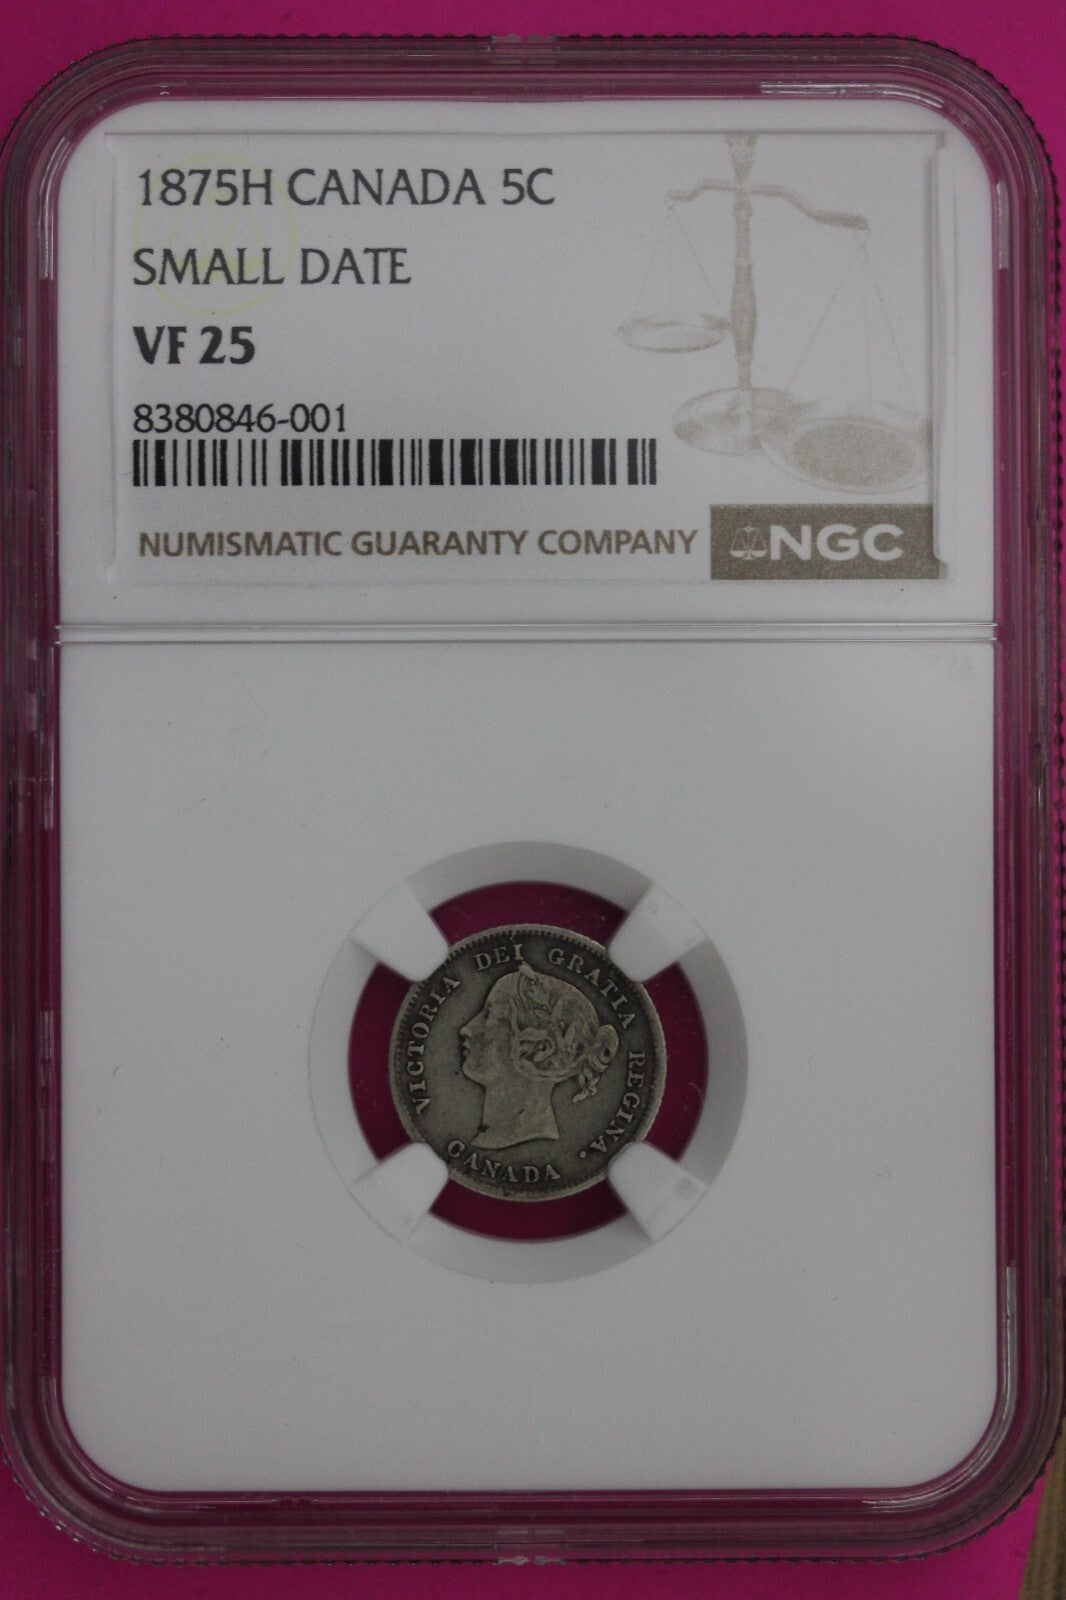 1875H CANADA 5C
SMALL DATE
VF 25
8380846-001
NUMISMATIC GUARANTY COMPANY
NGC
VICTORIA DEI GRATIA REGINA.
CANADA